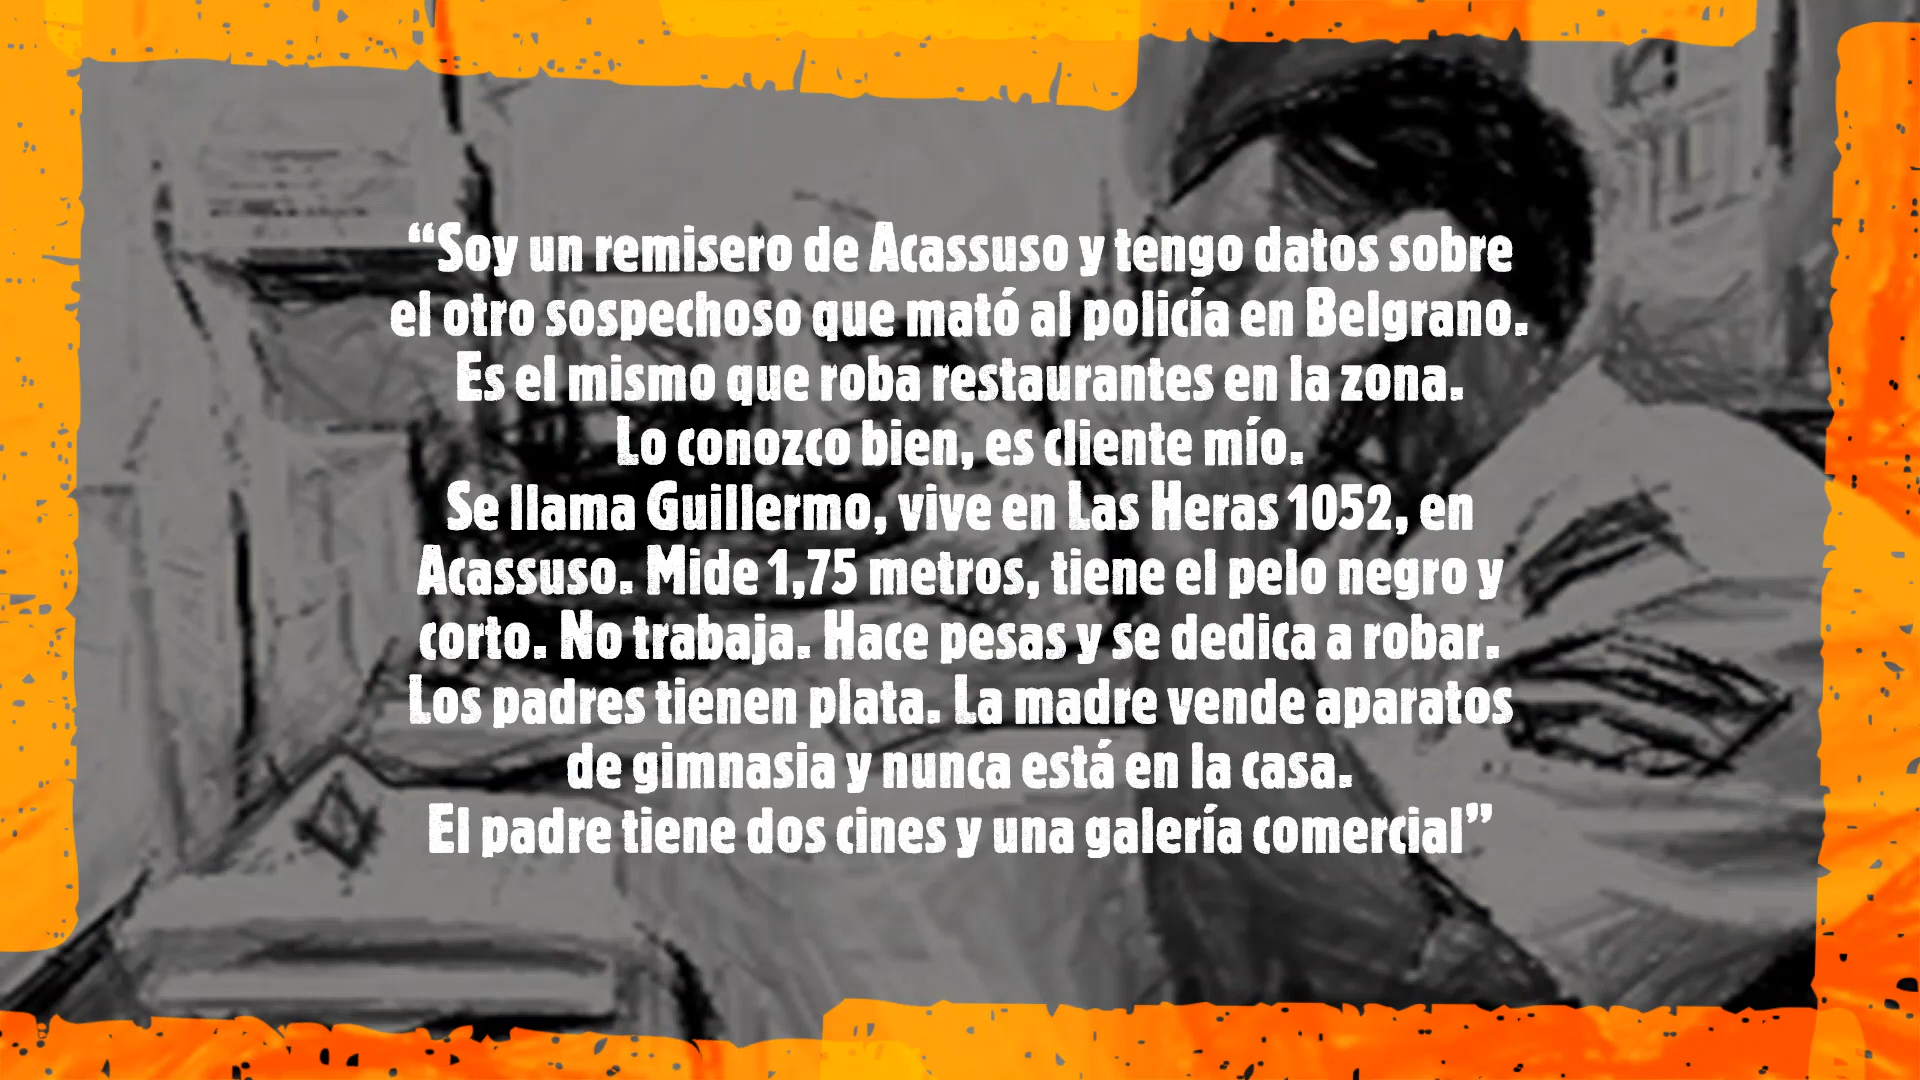 “Soy un remisero de Acassuso y tengo datos sobre
el otro sospechoso que mató al policía en Belgrano.
Es el mismo que roba restaurantes en la zona.
Lo conozco bien, es cliente mío.
Se llama Guillermo, vive en Las Heras 1052, en
Acassuso. Mide 1,75 metros, tiene el pelo negro y
corto. No trabaja. Hace pesas y se dedica a robar.
Los padres tienen plata. La madre vende aparatos
de gimnasia y nunca está en la casa.
El padre tiene dos cines y una galería comercial”